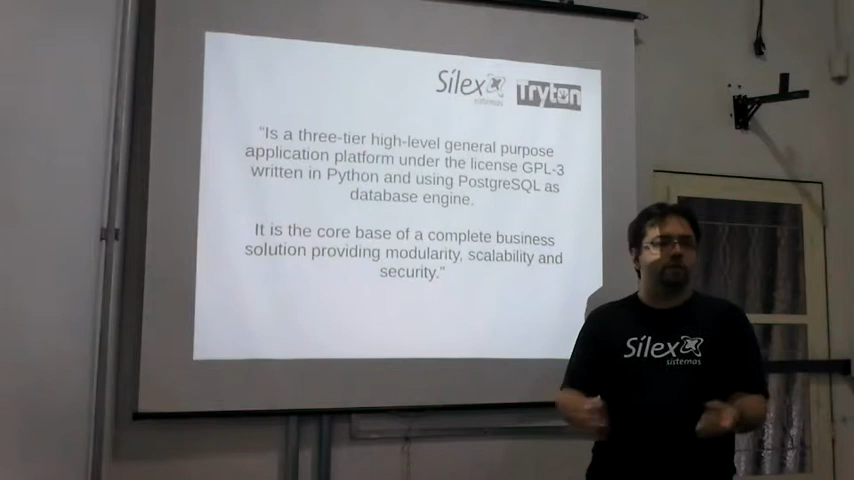 Sílex
sistemas
Tryton
"Is a three-tier high-level general purpose
application platform under the license GPL-3
written in Python and using PostgreSQL as
database engine.
It is the core base of a complete business
solution providing modularity, scalability and
security."
Sílex
sistemas